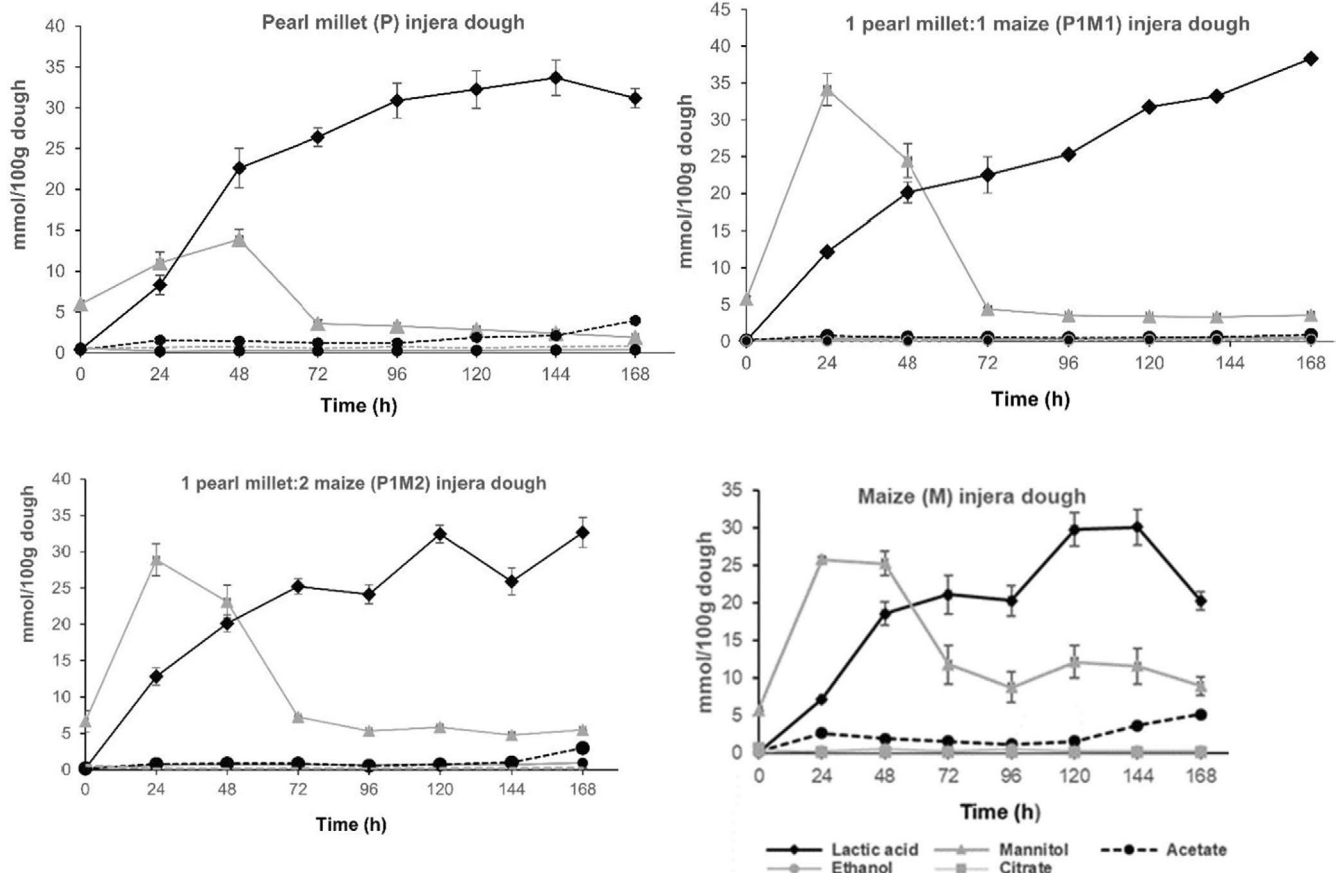 Pearl millet (P) injera dough
mmol/100g dough
40
35
30
25
20
15
10
5
0
0 24 48 72 96 120 144 168
Time (h)
1 pearl millet:1 maize (P1M1) injera dough
mmol/100g dough
45
40
35
30
25
20
15
10
5
0
0 24 48 72 96 120 144 168
Time (h)
1 pearl millet:2 maize (P1M2) injera dough
mmol/100g dough
40
35
30
25
20
15
10
5
0
0 24 48 72 96 120 144 168
Time (h)
Maize (M) injera dough
mmol/100g dough
35
30
25
20
15
10
5
0
0 24 48 72 96 120 144 168
Time (h)
Lactic acid Mannitol Acetate
Ethanol Citrate